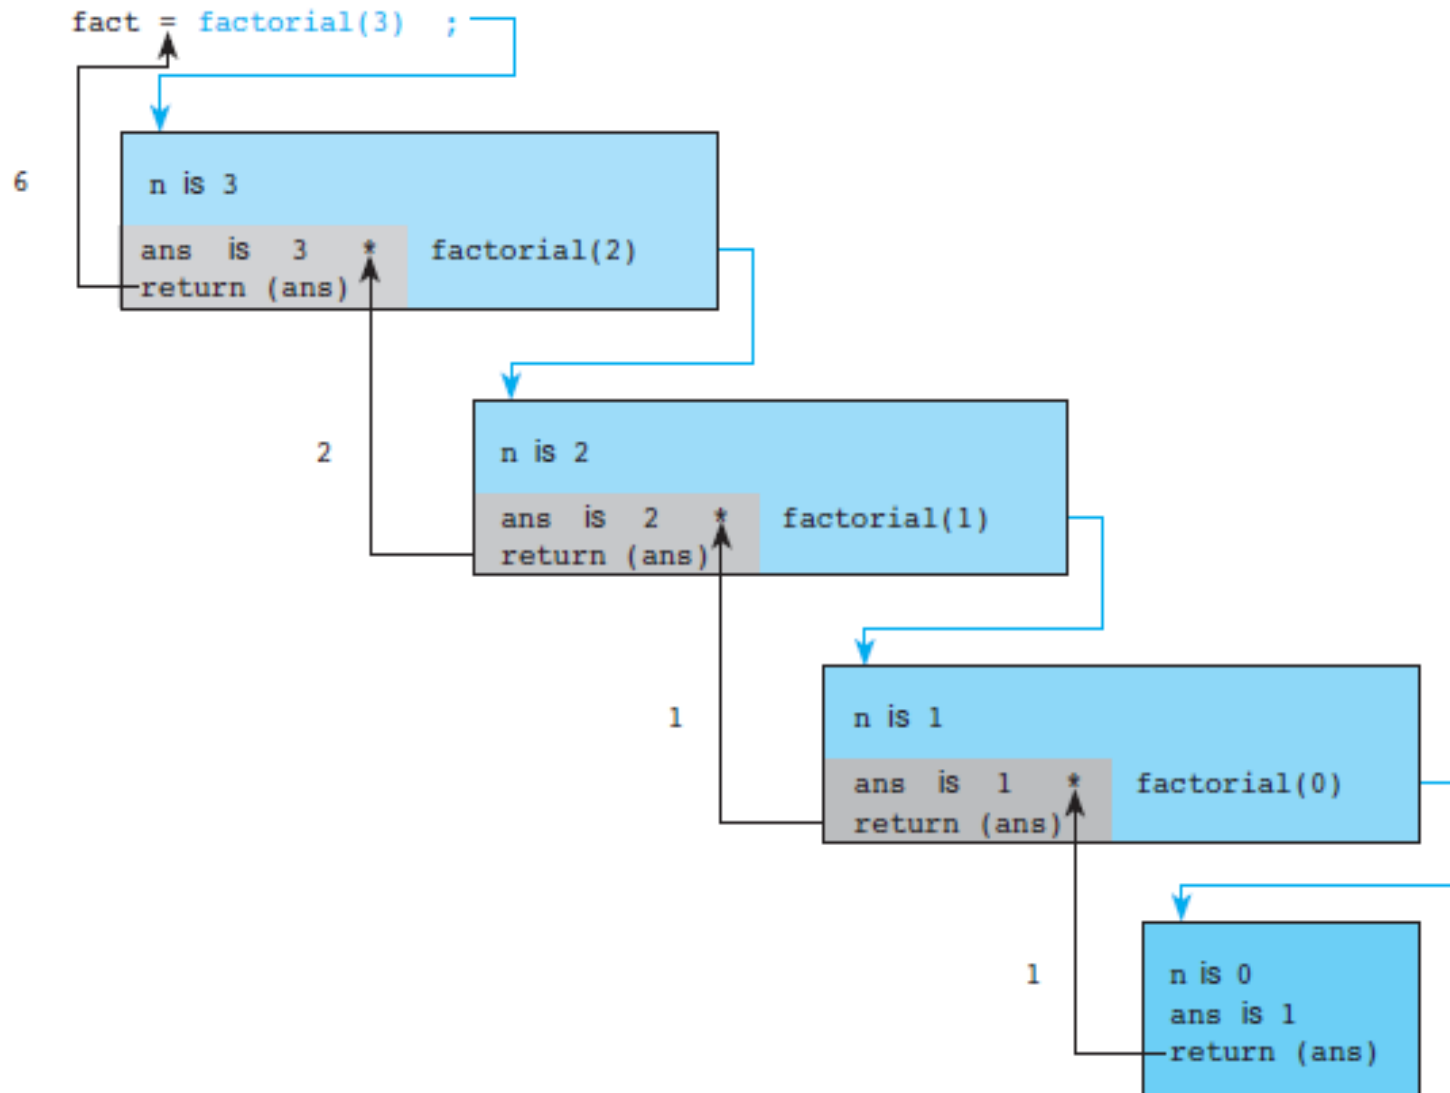 fact = factorial(3) ;
6
n is 3
ans is 3 * factorial(2)
return (ans)
2
n is 2
ans is 2 * factorial(1)
return (ans)
1
n is 1
ans is 1 * factorial(0)
return (ans)
1
n is 0
ans is 1
return (ans)